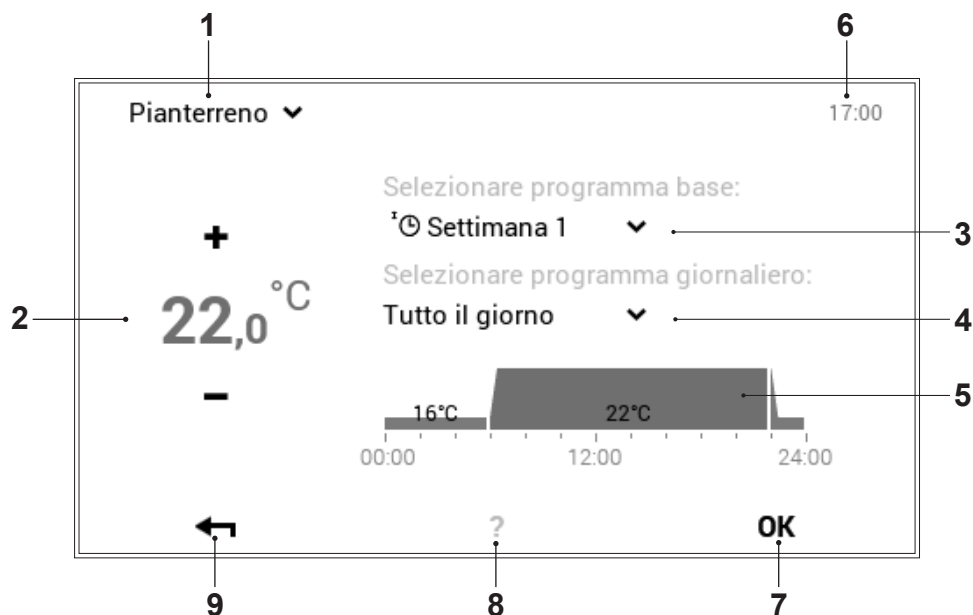 1
6
Pianterreno
17:00
Selezionare programma base:
I Settimana 1
3
+
Selezionare programma giornaliero:
2
22,0 °C
Tutto il giorno
4
−
16°C
22°C
5
00:00
12:00
24:00
?
OK
9
8
7